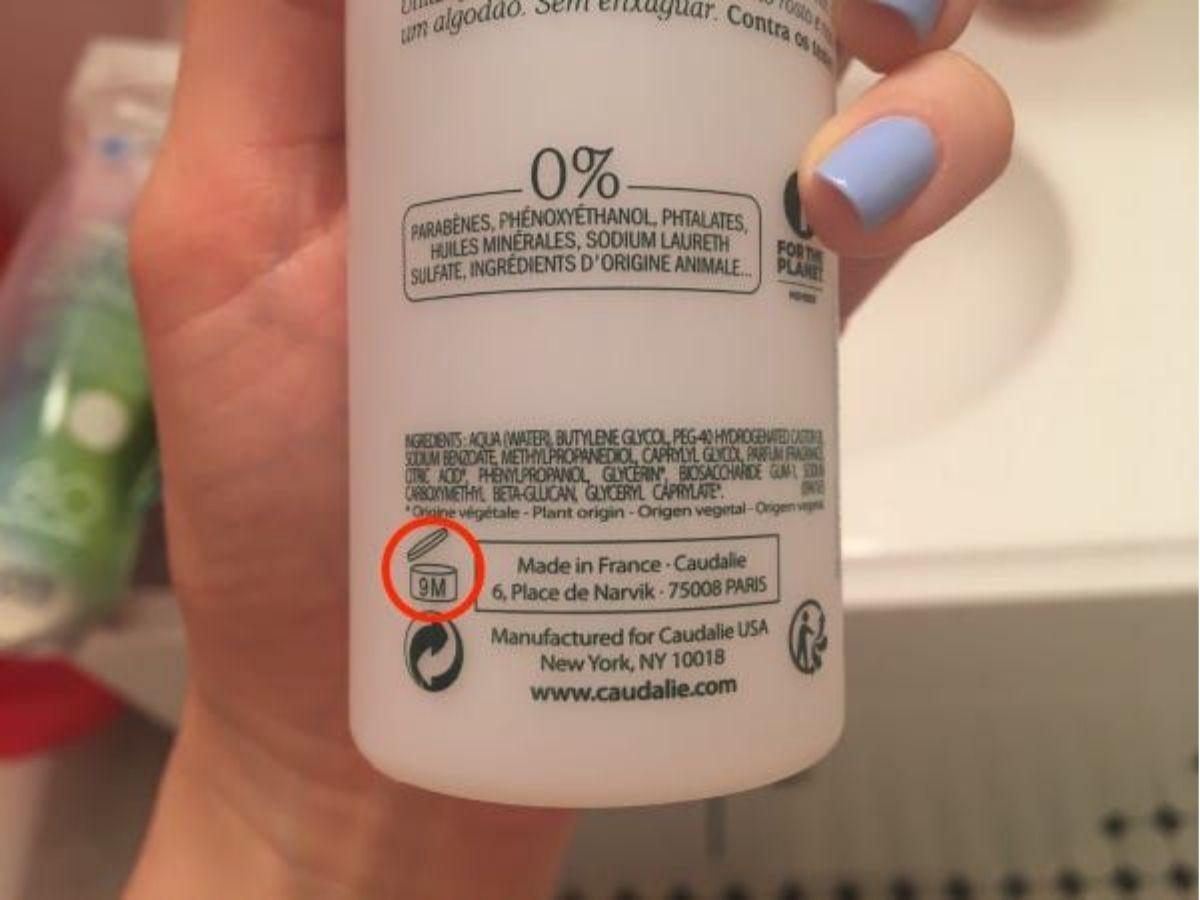 um algodão. Sem enxaguar. Contra os
0%
PARABÈNES, PHÉNOXYÉTHANOL, PHTALATES,
HUILES MINÉRALES, SODIUM LAURETH
SULFATE, INGRÉDIENTS D'ORIGINE ANIMALE...
FOR THE
PLANET
INGREDIENTS : AQUA (WATER), BUTYLENE GLYCOL, PEG-40 HYDROGENATED CASTOR
SODIUM BENZOATE, METHYLPROPANEDIOL, CAPRYLYL GLYCOL, PARFUM
CITRIC ACID*, PHENYLPROPANOL, GLYCERIN*, BIOSACCHARIDE GUM-1, SODIUM
CARBOXYMETHYL BETA-GLUCAN, GLYCERYL CAPRYLATE*.
* Origine végétale - Plant origin - Origen vegetal - Origem
9M
Made in France · Caudalie
6, Place de Narvik · 75008 PARIS
Manufactured for Caudalie USA
New York, NY 10018
www.caudalie.com